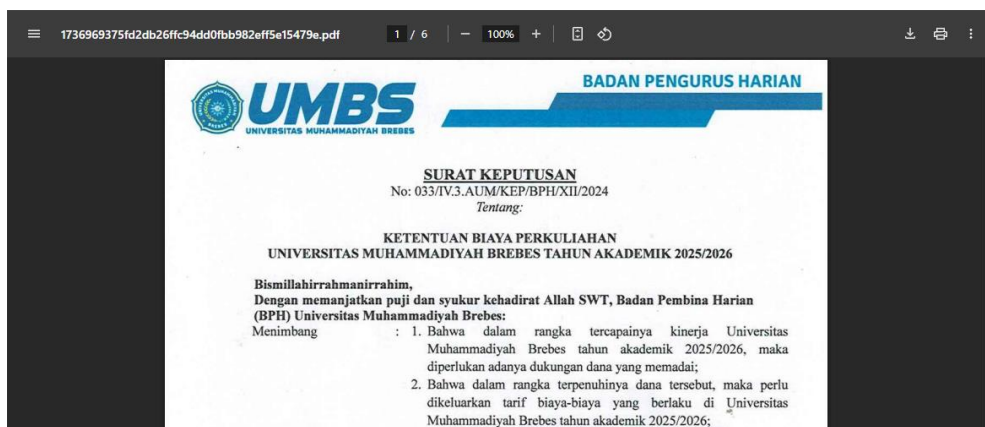 1736969375fd2db26ffc94dd0fbb982eff5e15479e.pdf
1 / 6
100%
UMBS
UNIVERSITAS MUHAMMADIYAH BREBES
BADAN PENGURUS HARIAN
SURAT KEPUTUSAN
No: 033/IV.3.AUM/KEP/BPH/XII/2024
Tentang:
KETENTUAN BIAYA PERKULIAHAN
UNIVERSITAS MUHAMMADIYAH BREBES TAHUN AKADEMIK 2025/2026
Bismillahirrahmanirrahim,
Dengan memanjatkan puji dan syukur kehadirat Allah SWT, Badan Pembina Harian
(BPH) Universitas Muhammadiyah Brebes:
Menimbang : 1. Bahwa dalam rangka tercapainya kinerja Universitas
Muhammadiyah Brebes tahun akademik 2025/2026, maka
diperlukan adanya dukungan dana yang memadai;
2. Bahwa dalam rangka terpenuhinya dana tersebut, maka perlu
dikeluarkan tarif biaya-biaya yang berlaku di Universitas
Muhammadiyah Brebes tahun akademik 2025/2026;